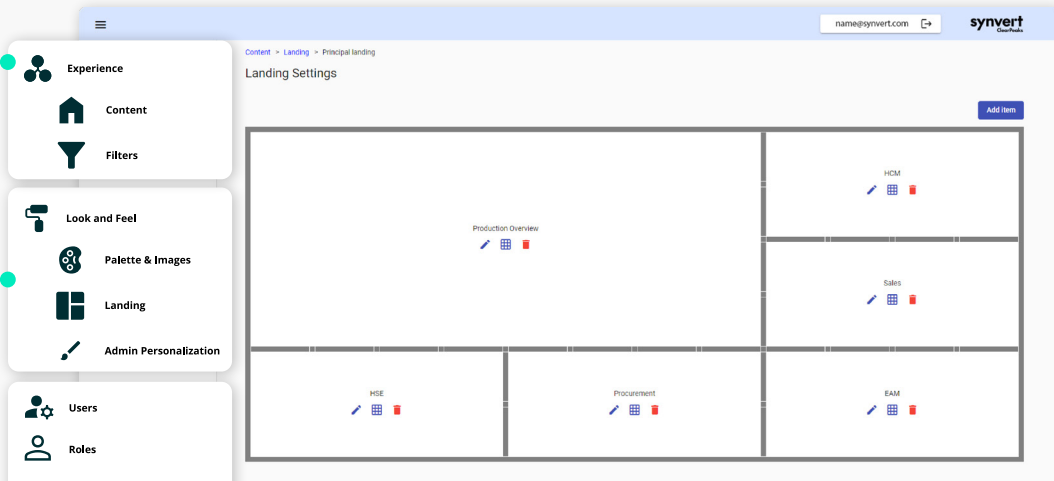 name@synvert.com
synvert
ClearPeaks
Experience
Content
Filters
Look and Feel
Palette & Images
Landing
Admin Personalization
Users
Roles
Content > Landing > Principal landing
Landing Settings
Add item
Production Overview
HCM
Sales
HSE
Procurement
EAM